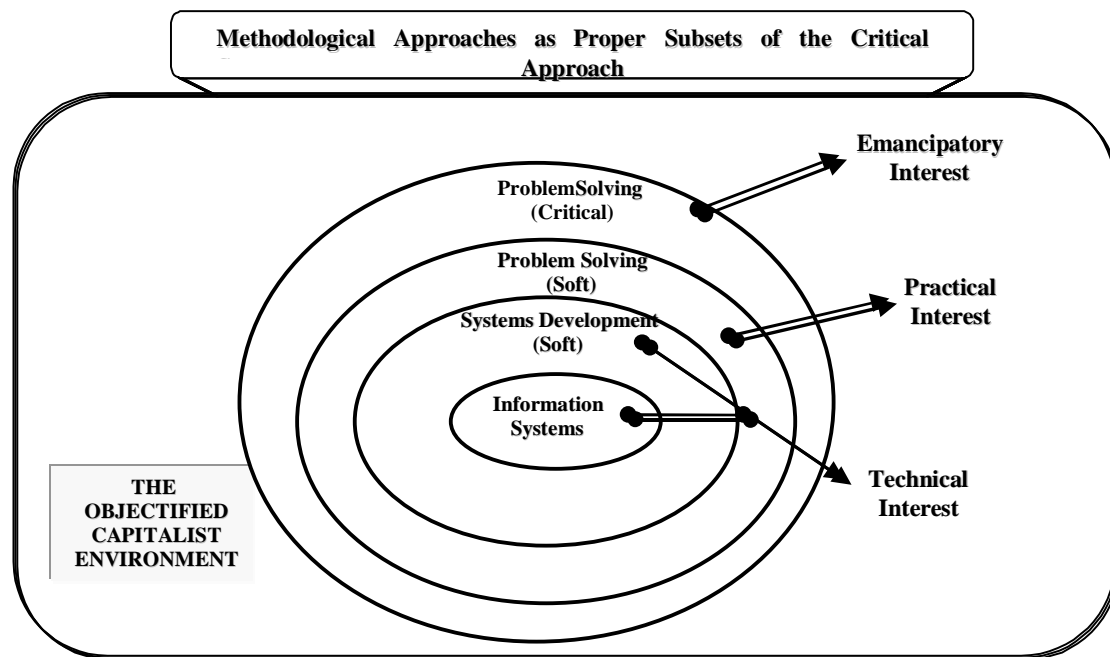 Methodological Approaches as Proper Subsets of the Critical
Approach
Emancipatory
Interest
ProblemSolving
(Critical)
Problem Solving
(Soft)
Practical
Interest
Systems Development
(Soft)
Information
Systems
Technical
Interest
THE
OBJECTIFIED
CAPITALIST
ENVIRONMENT